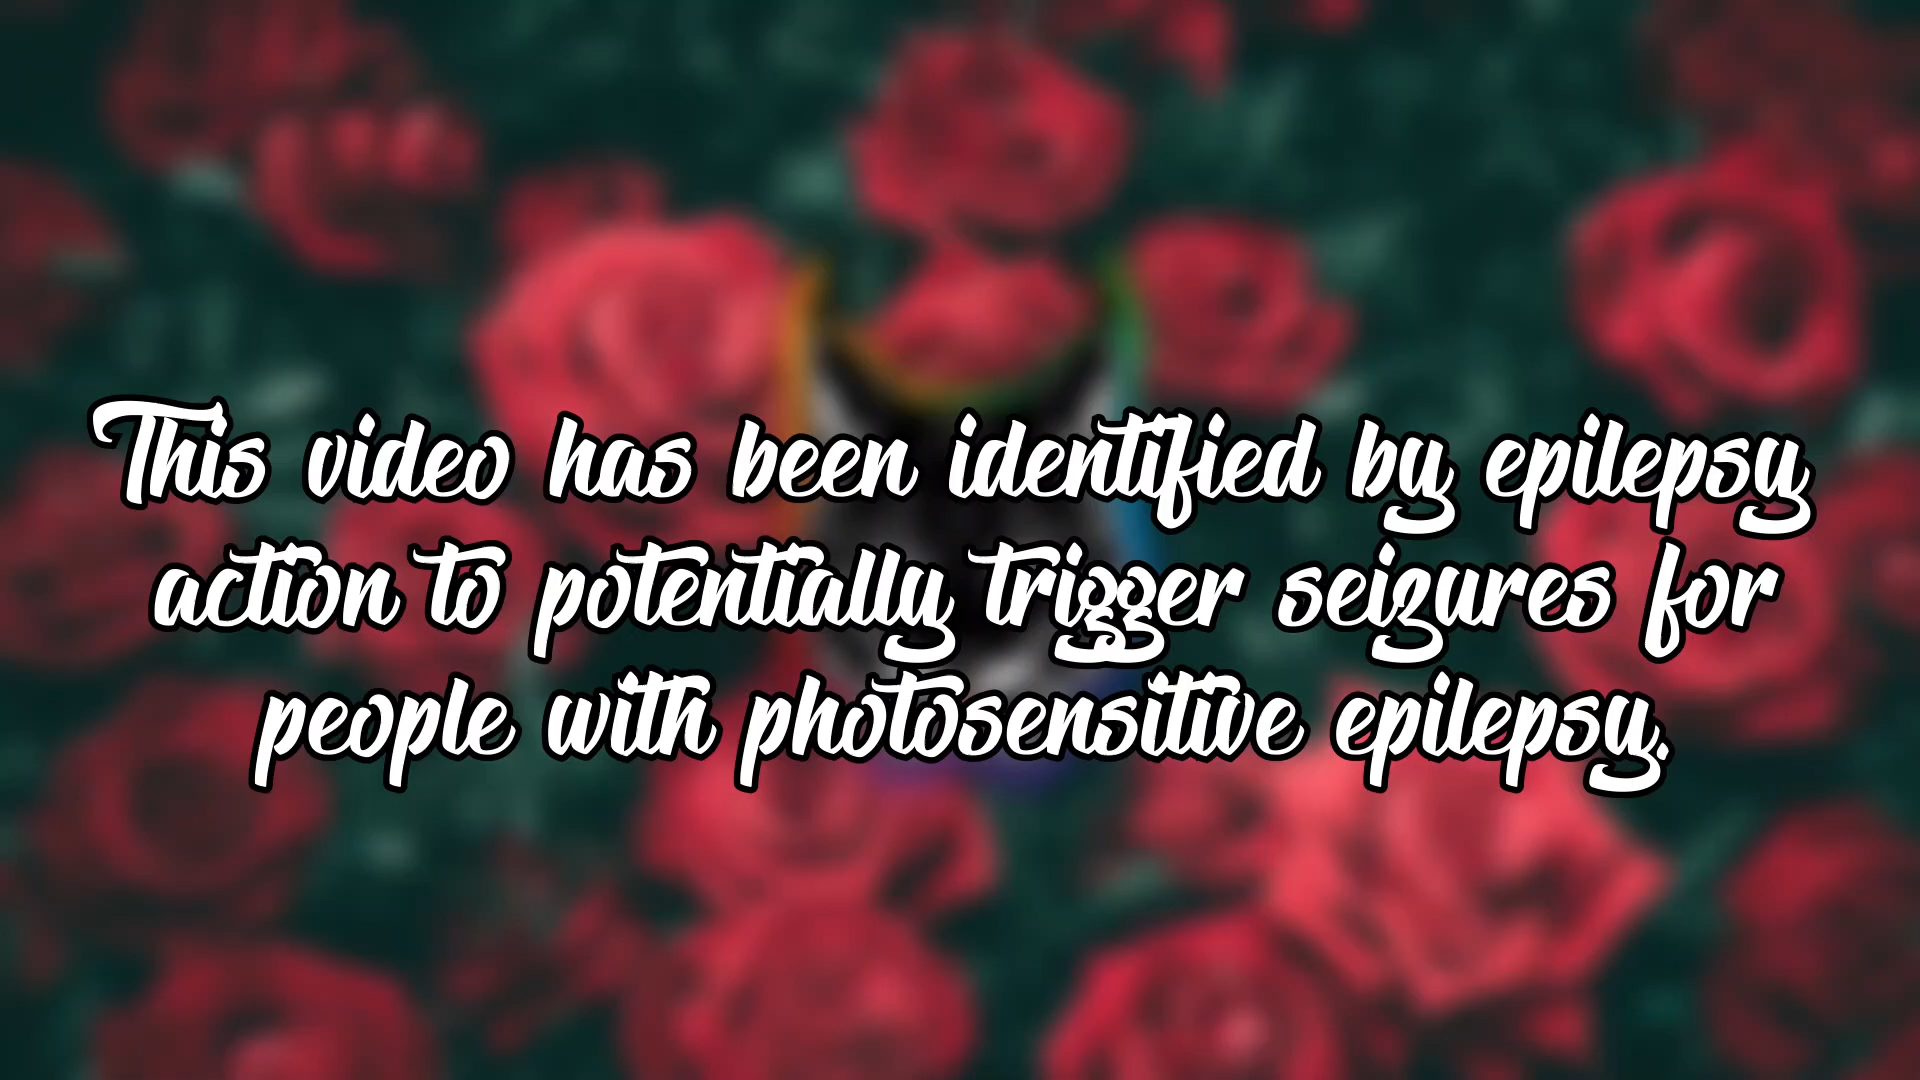 This video has been identified by epilepsy
action to potentially trigger seizures for
people with photosensitive epilepsy.